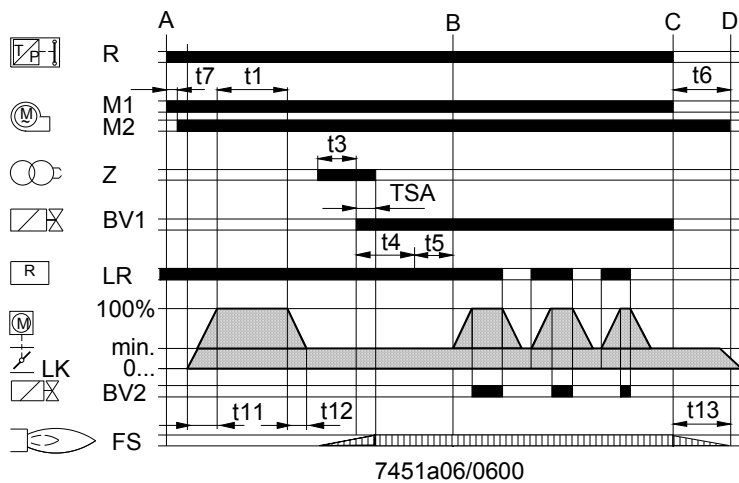 A B C D
T/P R
t7 t1 t6
M1
M M2
t3
Z
TSA
BV1
t4 t5
R LR
100%
M
min.
LK 0...
BV2
t11 t12 t13
FS
7451a06/0600